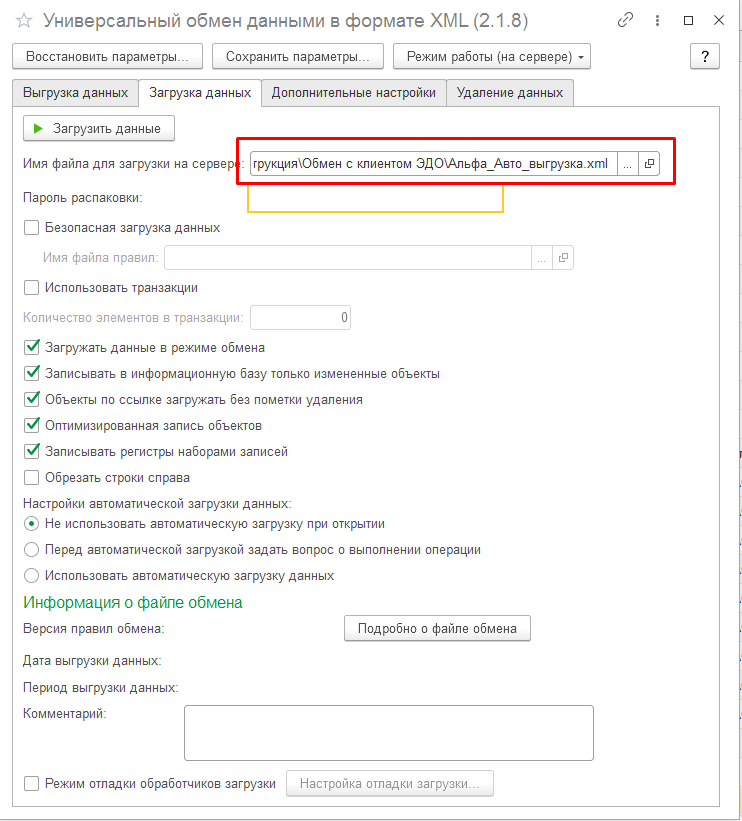 Универсальный обмен данными в формате XML (2.1.8)
Восстановить параметры... Сохранить параметры... Режим работы (на сервере) ?
Выгрузка данных Загрузка данных Дополнительные настройки Удаление данных
Загрузить данные
Имя файла для загрузки на сервере: трукция\Обмен с клиентом ЭДО\Альфа_Авто_выгрузка.xml ...
Пароль распаковки:
Безопасная загрузка данных
Имя файла правил: ...
Использовать транзакции
Количество элементов в транзакции: 0
Загружать данные в режиме обмена
Записывать в информационную базу только измененные объекты
Объекты по ссылке загружать без пометки удаления
Оптимизированная запись объектов
Записывать регистры наборами записей
Обрезать строки справа
Настройки автоматической загрузки данных:
Не использовать автоматическую загрузку при открытии
Перед автоматической загрузкой задать вопрос о выполнении операции
Использовать автоматическую загрузку данных
Информация о файле обмена
Версия правил обмена: Подробно о файле обмена
Дата выгрузки данных:
Период выгрузки данных:
Комментарий:
Режим отладки обработчиков загрузки Настройка отладки загрузки...